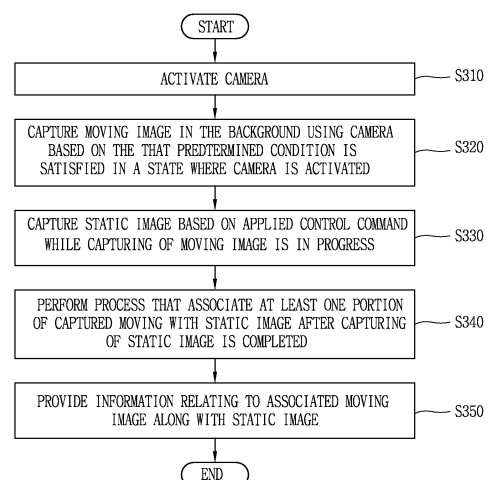 START
ACTIVATE CAMERA
S310
CAPTURE MOVING IMAGE IN THE BACKGROUND USING CAMERA
BASED ON THE THAT PREDTERMINED CONDITION IS
SATISFIED IN A STATE WHERE CAMERA IS ACTIVATED
S320
CAPTURE STATIC IMAGE BASED ON APPLIED CONTROL COMMAND
WHILE CAPTURING OF MOVING IMAGE IS IN PROGRESS
S330
PERFORM PROCESS THAT ASSOCIATE AT LEAST ONE PORTION
OF CAPTURED MOVING WITH STATIC IMAGE AFTER CAPTURING
OF STATIC IMAGE IS COMPLETED
S340
PROVIDE INFORMATION RELATING TO ASSOCIATED MOVING
IMAGE ALONG WITH STATIC IMAGE
S350
END